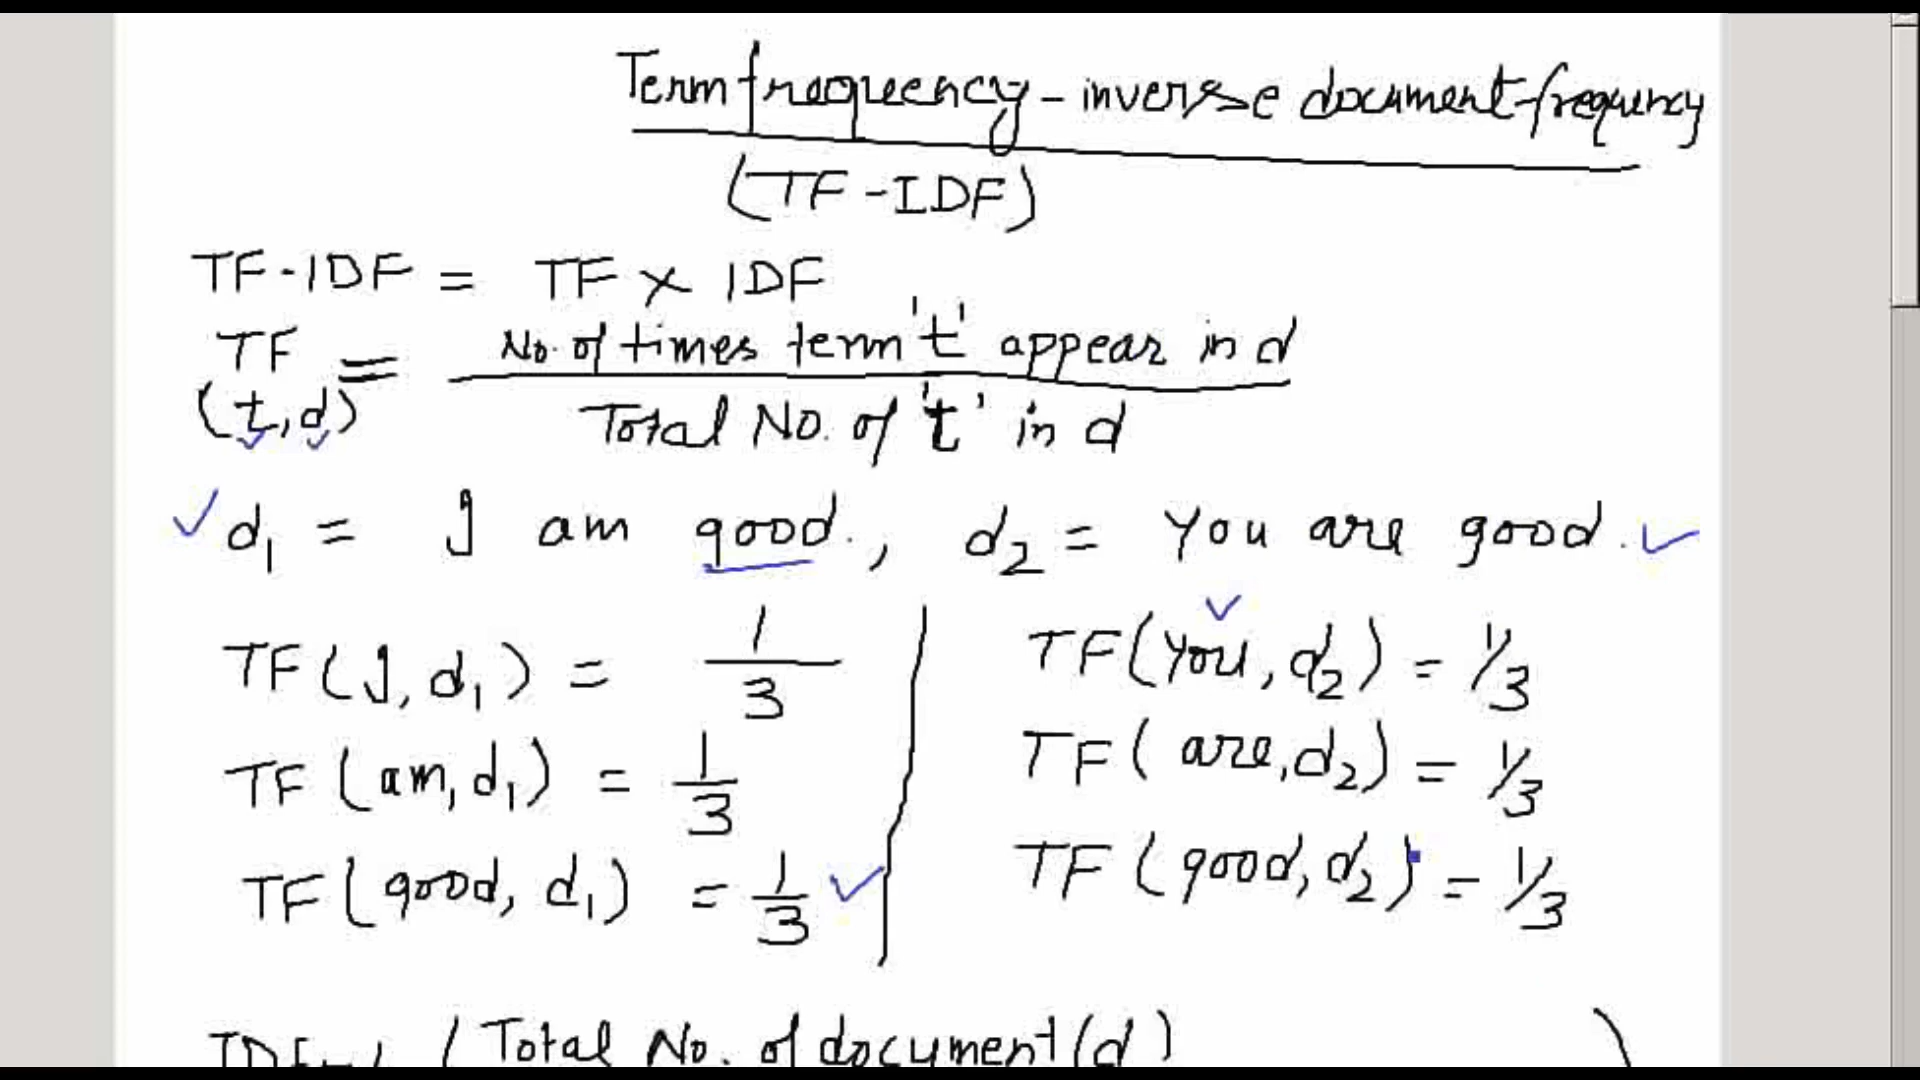 Term frequency - inverse document frequency
(TF-IDF)
TF-IDF = TF × IDF
TF (t,d) = No. of times term 't' appear in d / Total No. of 't' in d
d1 = I am good., d2 = You are good.
TF(I, d1) = 1/3
TF(am, d1) = 1/3
TF(good, d1) = 1/3
TF(You, d2) = 1/3
TF(are, d2) = 1/3
TF(good, d2) = 1/3
(Total No. of document (d) )